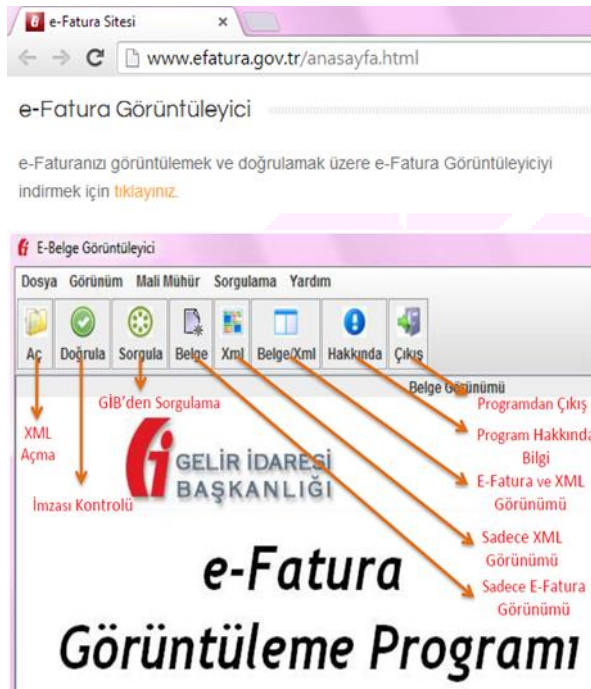 e-Fatura Sitesi
www.efatura.gov.tr/anasayfa.html
e-Fatura Görüntüleyici
e-Faturanızı görüntülemek ve doğrulamak üzere e-Fatura Görüntüleyiciyi
indirmek için tıklayınız.
E-Belge Görüntüleyici
Dosya Görünüm Mali Mühür Sorgulama Yardım
Aç Doğrula Sorgula Belge Xml Belge/Xml Hakkında Çıkış
Belge Görünümü
GİB'den Sorgulama
Programdan Çıkış
XML
Açma
Program Hakkında
Bilgi
GELİR İDARESİ
BAŞKANLIĞI
E-Fatura ve XML
Görünümü
İmzası Kontrolü
Sadece XML
Görünümü
Sadece E-Fatura
Görünümü
e-Fatura
Görüntüleme Programı